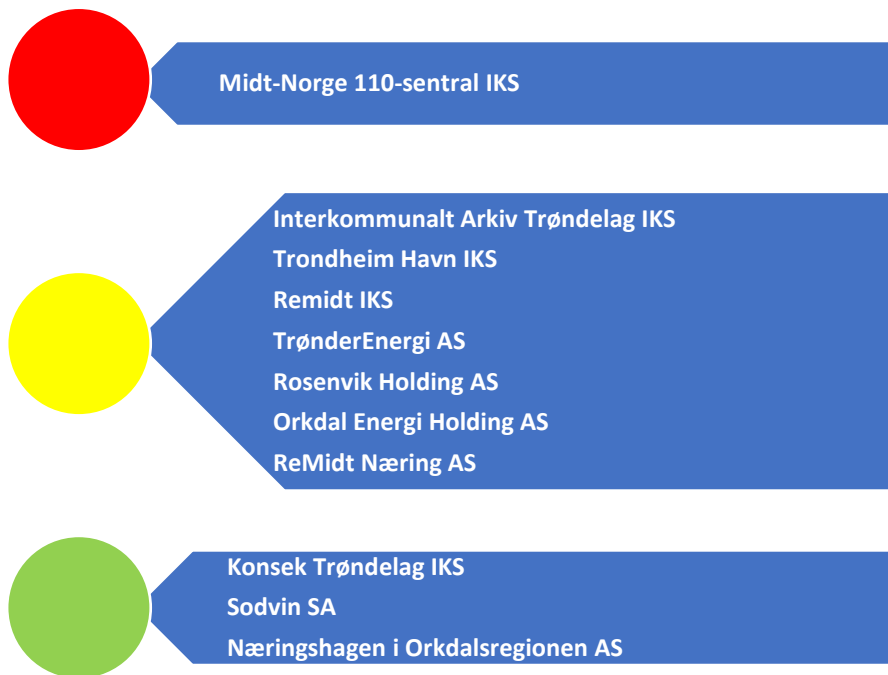 Midt-Norge 110-sentral IKS
Interkommunalt Arkiv Trøndelag IKS
Trondheim Havn IKS
Remidt IKS
TrønderEnergi AS
Rosenvik Holding AS
Orkdal Energi Holding AS
ReMidt Næring AS
Konsek Trøndelag IKS
Sodvin SA
Næringshagen i Orkdalsregionen AS